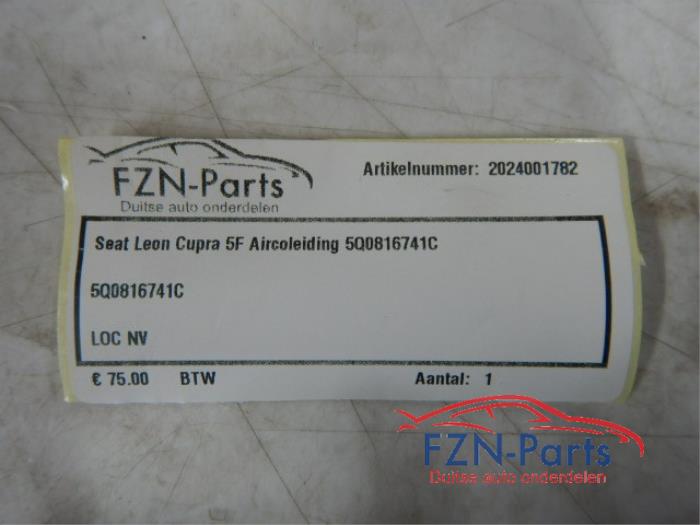 FZN-Parts
Duitse auto onderdelen
Artikelnummer: 2024001782
Seat Leon Cupra 5F Aircoleiding 5Q0816741C
5Q0816741C
LOC NV
€ 75.00 BTW Aantal: 1
FZN-Parts
Duitse auto onderdelen